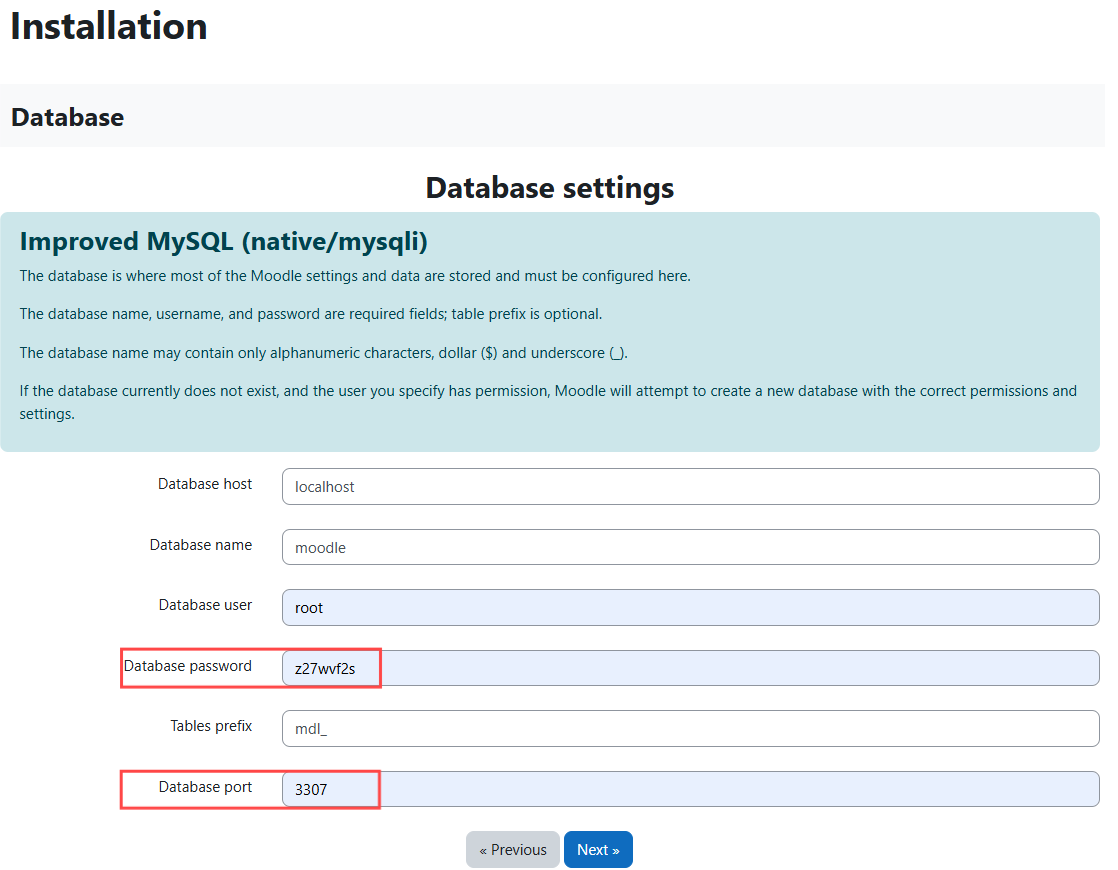 Installation
Database
Database settings
Improved MySQL (native/mysqli)
The database is where most of the Moodle settings and data are stored and must be configured here.
The database name, username, and password are required fields; table prefix is optional.
The database name may contain only alphanumeric characters, dollar ($) and underscore (_).
If the database currently does not exist, and the user you specify has permission, Moodle will attempt to create a new database with the correct permissions and
settings.
Database host localhost
Database name moodle
Database user root
Database password z27wvf2s
Tables prefix mdl_
Database port 3307
« Previous Next »